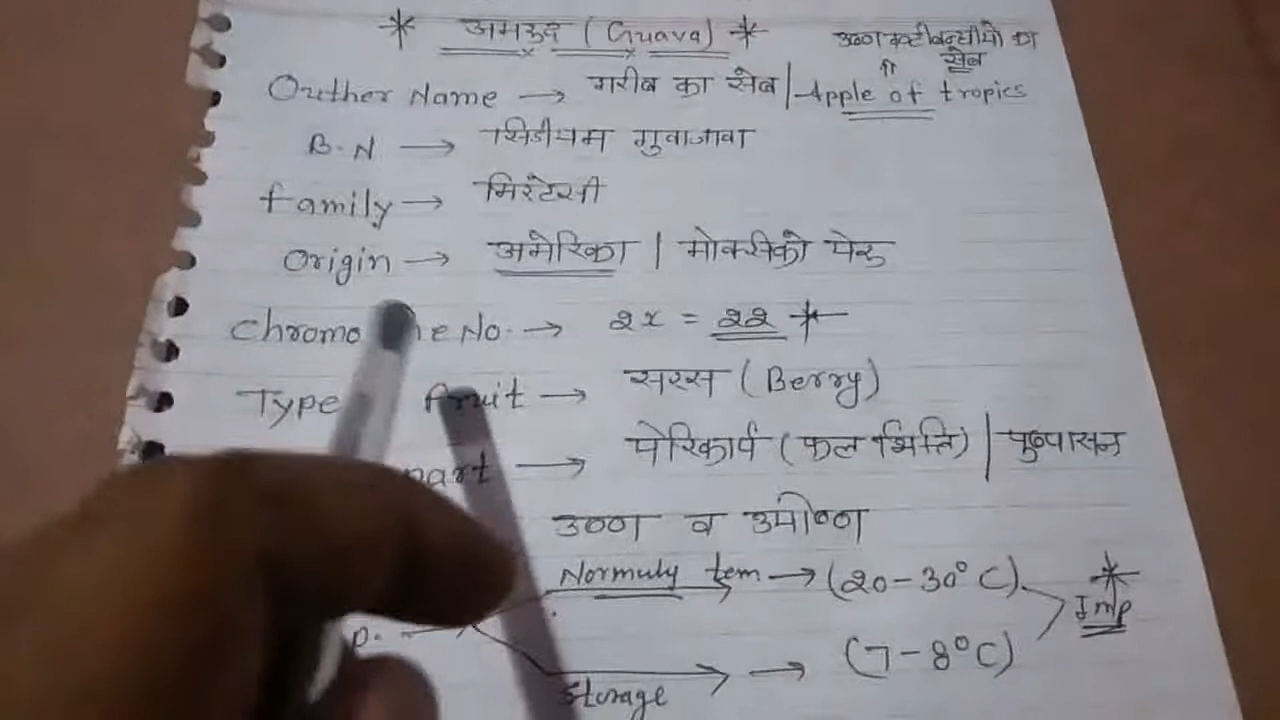 * अमरुद (Guava) *
उष्ण कटीबन्धीयो का सेब
Outher Name → गरीब का सेब | Apple of tropics
B.N → सिडीयम गुवाजावा
family → मिरटेसी
Origin → अमेरिका | मोक्सीको पेरु
Chromo e No. → 2x = 22 *
Type fruit → सरस (Berry)
part → पेरिकार्प (फल भित्ति) | पुष्पासन
उष्ण व उपोष्ण
Normuly tem → (20-30°C)
* Imp
p. → (7-8°C)
Storage